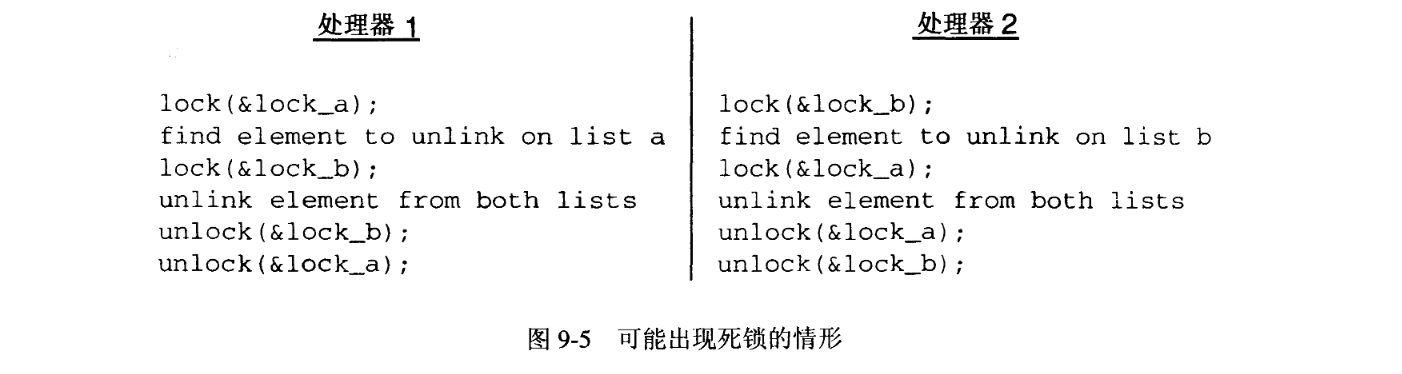 处理器 1
lock(&lock_a);
find element to unlink on list a
lock(&lock_b);
unlink element from both lists
unlock(&lock_b);
unlock(&lock_a);
处理器 2
lock(&lock_b);
find element to unlink on list b
lock(&lock_a);
unlink element from both lists
unlock(&lock_a);
unlock(&lock_b);
图 9-5 可能出现死锁的情形